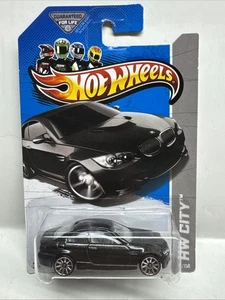 GUARANTEED
FOR LIFE
HOT WHEELS
HW CITY